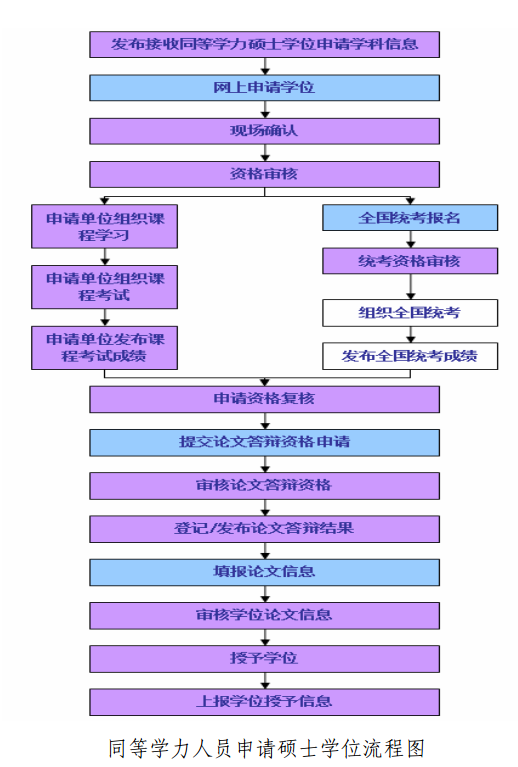 发布接收同等学力硕士学位申请学科信息
网上申请学位
现场确认
资格审核
申请单位组织课
程学习
申请单位组织课
程考试
申请单位发布课
程考试成绩
全国统考报名
统考资格审核
组织全国统考
发布全国统考成绩
申请资格复核
提交论文答辩资格申请
审核论文答辩资格
登记/发布论文答辩结果
填报论文信息
审核学位论文信息
授予学位
上报学位授予信息
同等学力人员申请硕士学位流程图